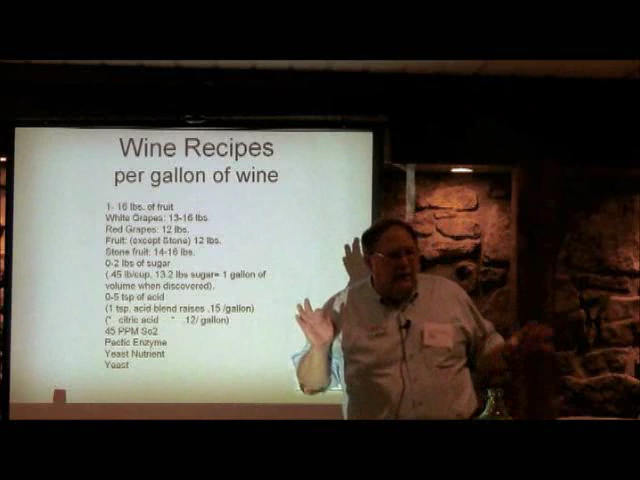 Wine Recipes
per gallon of wine
1- 16 lbs. of fruit
White Grapes: 13-16 lbs.
Red Grapes: 12 lbs.
Fruit: (except Stone) 12 lbs.
Stone fruit: 14-16 lbs.
0-2 lbs of sugar
(.45 lb/cup, 13.2 lbs sugar= 1 gallon of
volume when discovered).
0-5 tsp of acid
(1 tsp. acid blend raises .15 /gallon)
(" citric acid " .12/ gallon)
45 PPM So2
Pectic Enzyme
Yeast Nutrient
Yeast